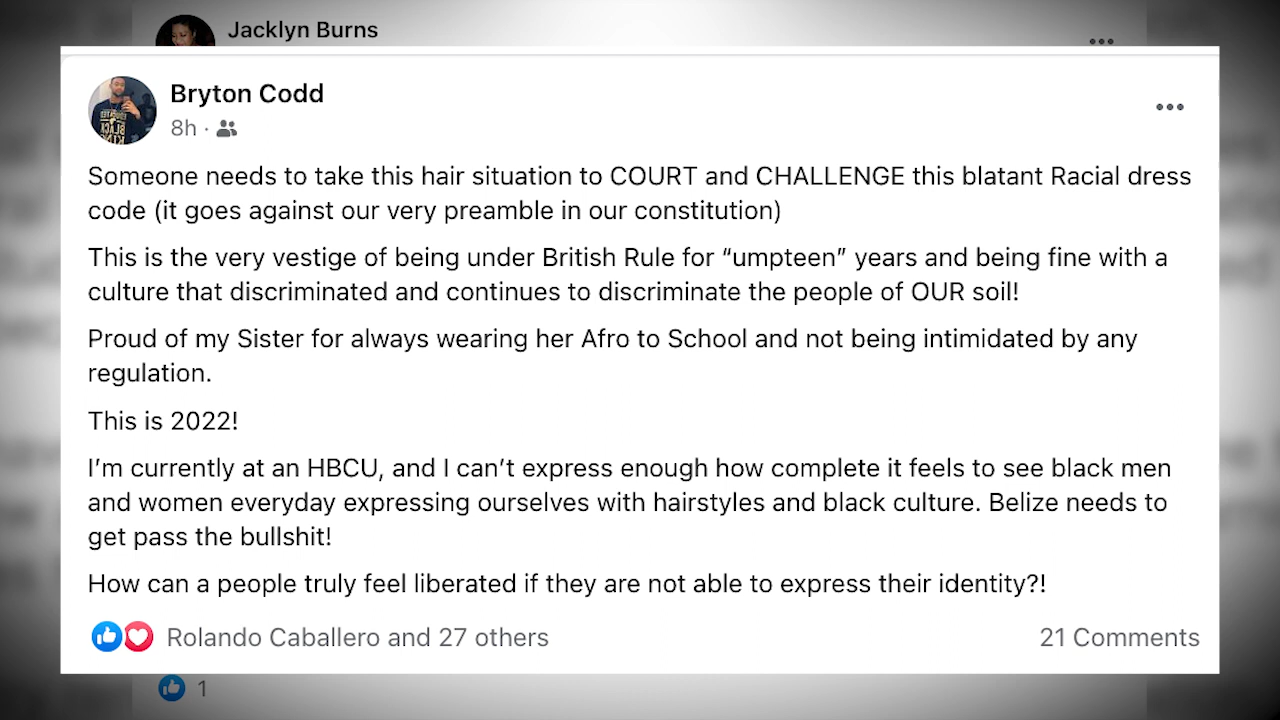 Jacklyn Burns
Bryton Codd
8h ·
Someone needs to take this hair situation to COURT and CHALLENGE this blatant Racial dress
code (it goes against our very preamble in our constitution)
This is the very vestige of being under British Rule for “umpteen” years and being fine with a
culture that discriminated and continues to discriminate the people of OUR soil!
Proud of my Sister for always wearing her Afro to School and not being intimidated by any
regulation.
This is 2022!
I’m currently at an HBCU, and I can’t express enough how complete it feels to see black men
and women everyday expressing ourselves with hairstyles and black culture. Belize needs to
get pass the bullshit!
How can a people truly feel liberated if they are not able to express their identity?!
Rolando Caballero and 27 others 21 Comments
1